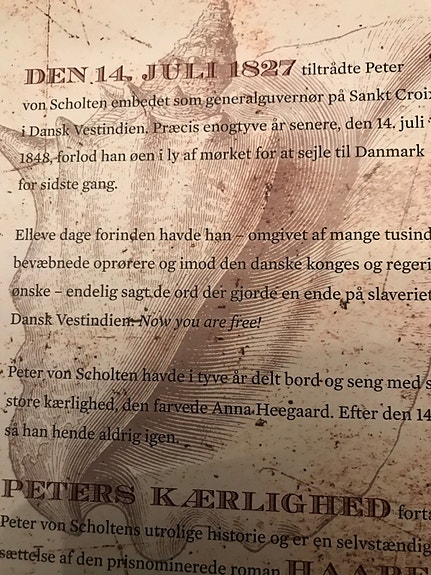 DEN 14. JULI 1827 tiltrådte Peter
von Scholten embedet som generalguvernør på Sankt Croix
i Dansk Vestindien. Præcis enogtyve år senere, den 14. juli
1848, forlod han øen i ly af mørket for at sejle til Danmark
for sidste gang.
Elleve dage forinden havde han – omgivet af mange tusind
bevæbnede oprørere og imod den danske konges og regeri
ønske – endelig sagt de ord der gjorde en ende på slaveriet
Dansk Vestindien: Now you are free!
Peter von Scholten havde i tyve år delt bord og seng med s
store kærlighed, den farvede Anna Heegaard. Efter den 14
så han hende aldrig igen.
PETERS KÆRLIGHED fort
Peter von Scholtens utrolige historie og er en selvstændig
sættelse af den prisnominerede roman